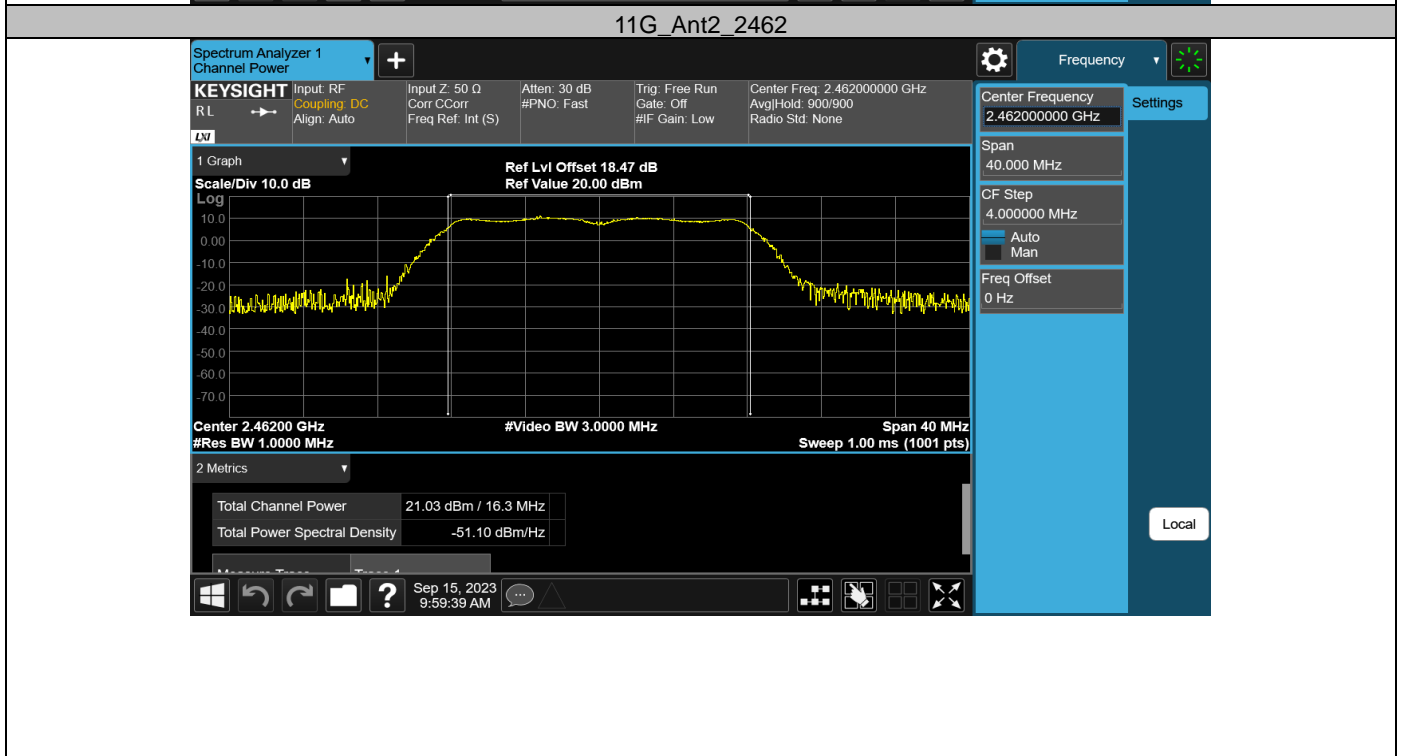 11G_Ant2_2462
Spectrum Analyzer 1
Channel Power
Frequency
KEYSIGHT
R L
LXI
Input: RF
Coupling: DC
Align: Auto
Input Z: 50 Ω
Corr CCorr
Freq Ref: Int (S)
Atten: 30 dB
#PNO: Fast
Trig: Free Run
Gate: Off
#IF Gain: Low
Center Freq: 2.462000000 GHz
Avg|Hold: 900/900
Radio Std: None
Center Frequency
2.462000000 GHz
Settings
Span
40.000 MHz
CF Step
4.000000 MHz
Auto
Man
Freq Offset
0 Hz
Local
1 Graph
Scale/Div 10.0 dB
Ref Lvl Offset 18.47 dB
Ref Value 20.00 dBm
Log
10.0
0.00
-10.0
-20.0
-30.0
-40.0
-50.0
-60.0
-70.0
Center 2.46200 GHz
#Res BW 1.0000 MHz
#Video BW 3.0000 MHz
Span 40 MHz
Sweep 1.00 ms (1001 pts)
2 Metrics
Total Channel Power 21.03 dBm / 16.3 MHz
Total Power Spectral Density -51.10 dBm/Hz
Measure Trace Trace 1
Sep 15, 2023
9:59:39 AM